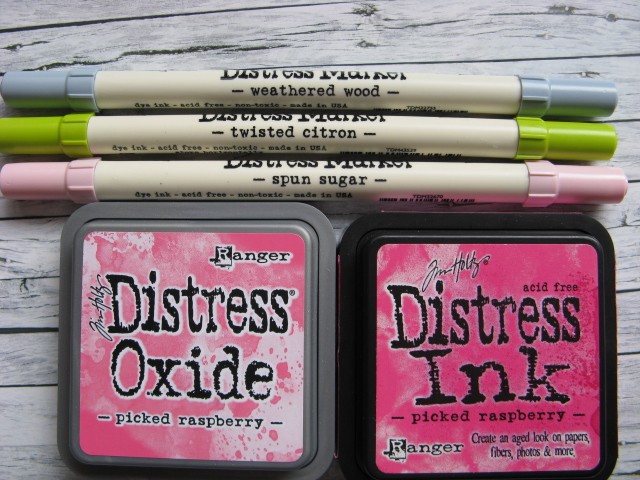 Distress Marker
— weathered wood —
dye ink - acid free - non-toxic - made in USA
Distress Marker
— twisted citron —
dye ink - acid free - non-toxic - made in USA
Distress Marker
— spun sugar —
dye ink - acid free - non-toxic - made in USA
Ranger
Tim Holtz
Distress®
Oxide
— picked raspberry —
Tim Holtz
acid free
Distress
Ink
— picked raspberry —
Ranger
Create an aged look on papers,
fibers, photos & more.